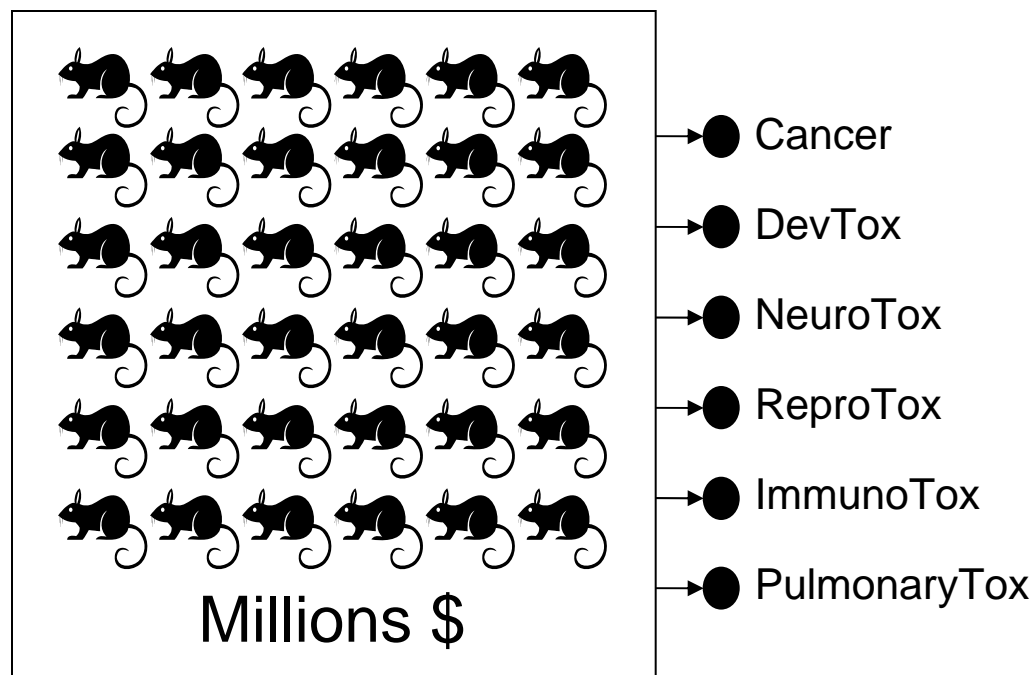 Cancer
DevTox
NeuroTox
ReproTox
ImmunoTox
PulmonaryTox
Millions $